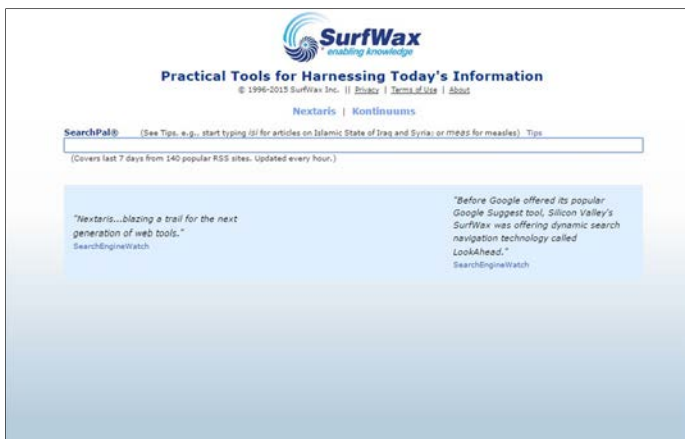 SurfWax
enabling knowledge
Practical Tools for Harnessing Today's Information
© 1996-2015 SurfWax Inc. || Privacy | Terms of Use | About
Nextaris | Kontinuums
SearchPal® (See Tips, e.g., start typing isi for articles on Islamic State of Iraq and Syria; or meas for measles) Tips
(Covers last 7 days from 140 popular RSS sites. Updated every hour.)
"Nextaris...blazing a trail for the next
generation of web tools."
SearchEngineWatch
"Before Google offered its popular
Google Suggest tool, Silicon Valley's
SurfWax was offering dynamic search
navigation technology called
LookAhead."
SearchEngineWatch